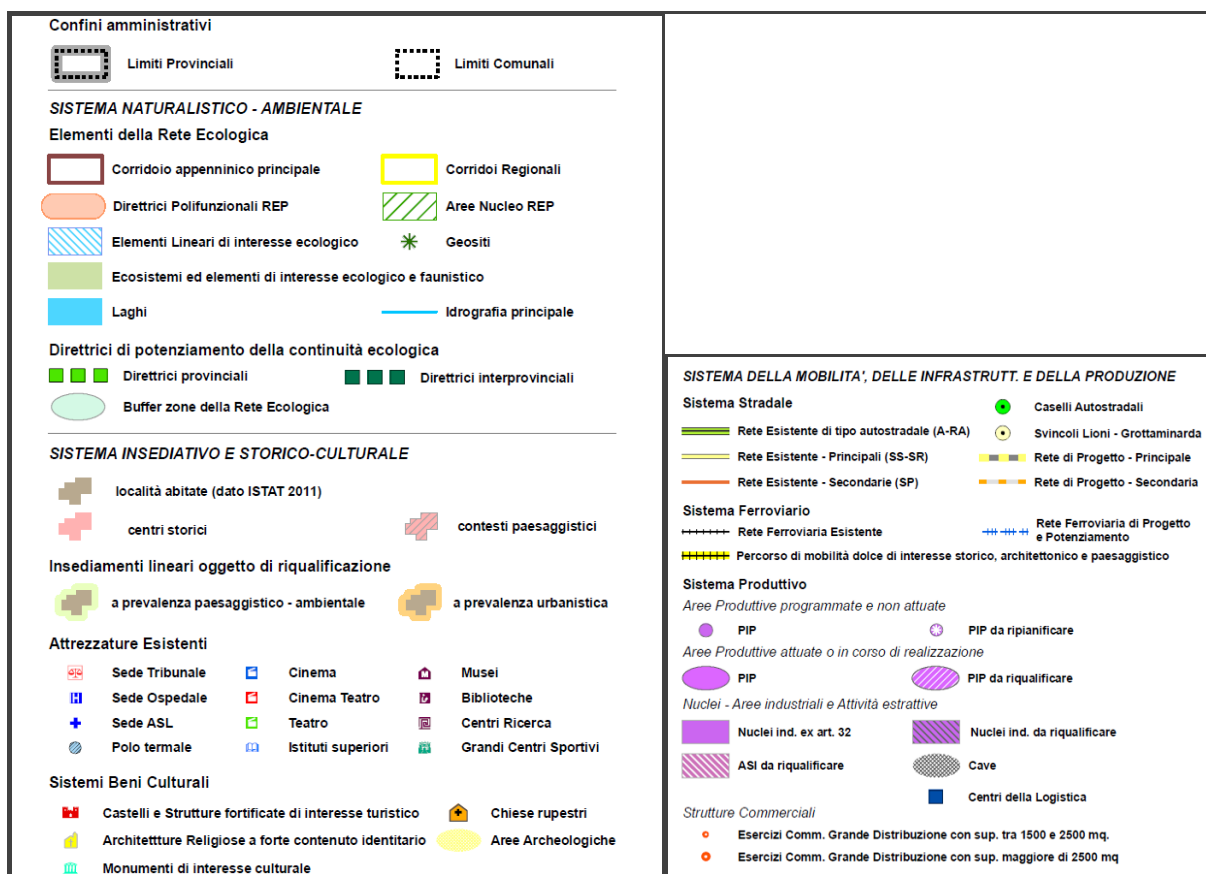 Confini amministrativi
Limiti Provinciali
Limiti Comunali
SISTEMA NATURALISTICO - AMBIENTALE
Elementi della Rete Ecologica
Corridoio appenninico principale
Corridoi Regionali
Direttrici Polifunzionali REP
Aree Nucleo REP
Elementi Lineari di interesse ecologico
Geositi
Ecosistemi ed elementi di interesse ecologico e faunistico
Laghi
Idrografia principale
Direttrici di potenziamento della continuità ecologica
Direttrici provinciali
Direttrici interprovinciali
Buffer zone della Rete Ecologica
SISTEMA INSEDIATIVO E STORICO-CULTURALE
località abitate (dato ISTAT 2011)
centri storici
contesti paesaggistici
Insediamenti lineari oggetto di riqualificazione
a prevalenza paesaggistico - ambientale
a prevalenza urbanistica
Attrezzature Esistenti
Sede Tribunale
Cinema
Musei
Sede Ospedale
Cinema Teatro
Biblioteche
Sede ASL
Teatro
Centri Ricerca
Polo termale
Istituti superiori
Grandi Centri Sportivi
Sistemi Beni Culturali
Castelli e Strutture fortificate di interesse turistico
Chiese rupestri
Architettture Religiose a forte contenuto identitario
Aree Archeologiche
Monumenti di interesse culturale
SISTEMA DELLA MOBILITA', DELLE INFRASTRUTT. E DELLA PRODUZIONE
Sistema Stradale
Caselli Autostradali
Rete Esistente di tipo autostradale (A-RA)
Svincoli Lioni - Grottaminarda
Rete Esistente - Principali (SS-SR)
Rete di Progetto - Principale
Rete Esistente - Secondarie (SP)
Rete di Progetto - Secondaria
Sistema Ferroviario
Rete Ferroviaria Esistente
Rete Ferroviaria di Progetto
e Potenziamento
Percorso di mobilità dolce di interesse storico, architettonico e paesaggistico
Sistema Produttivo
Aree Produttive programmate e non attuate
PIP
PIP da ripianificare
Aree Produttive attuate o in corso di realizzazione
PIP
PIP da riqualificare
Nuclei - Aree industriali e Attività estrattive
Nuclei ind. ex art. 32
Nuclei ind. da riqualificare
ASI da riqualificare
Cave
Centri della Logistica
Strutture Commerciali
Esercizi Comm. Grande Distribuzione con sup. tra 1500 e 2500 mq.
Esercizi Comm. Grande Distribuzione con sup. maggiore di 2500 mq